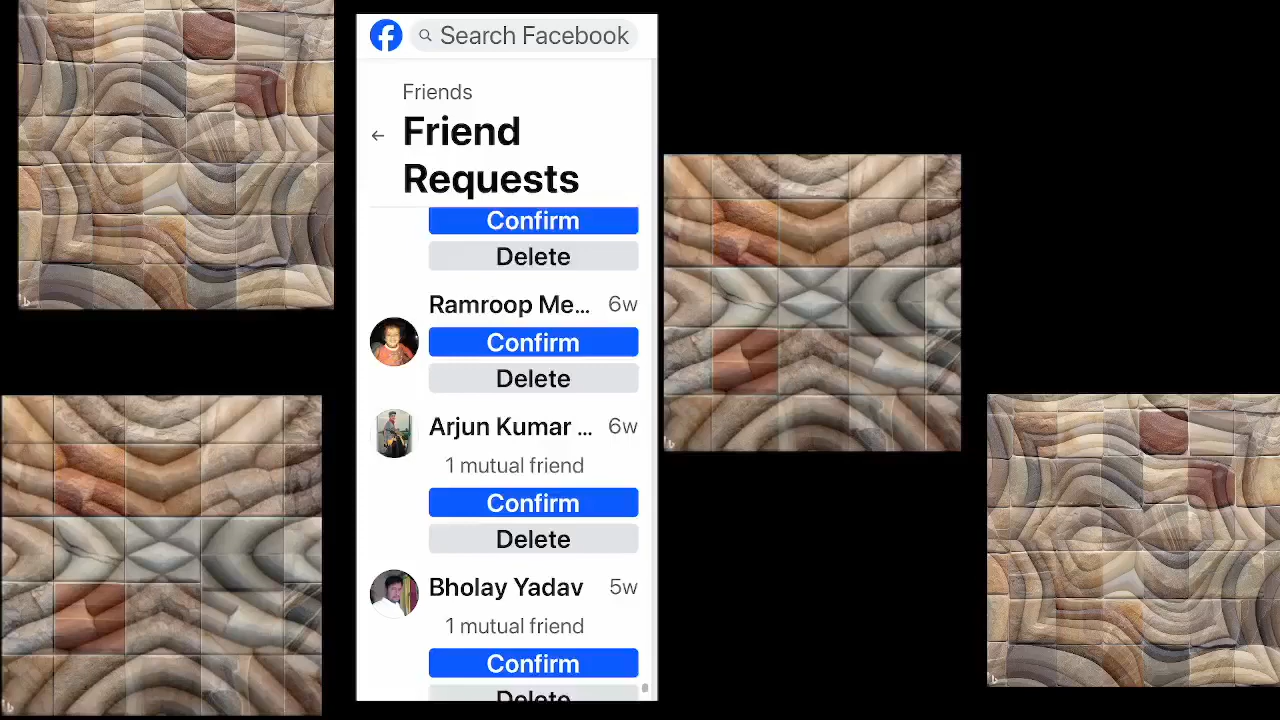 Search Facebook
Friends
Friend
Requests
Confirm
Delete
Ramroop Me... 6w
Confirm
Delete
Arjun Kumar ... 6w
1 mutual friend
Confirm
Delete
Bholay Yadav 5w
1 mutual friend
Confirm
Delete